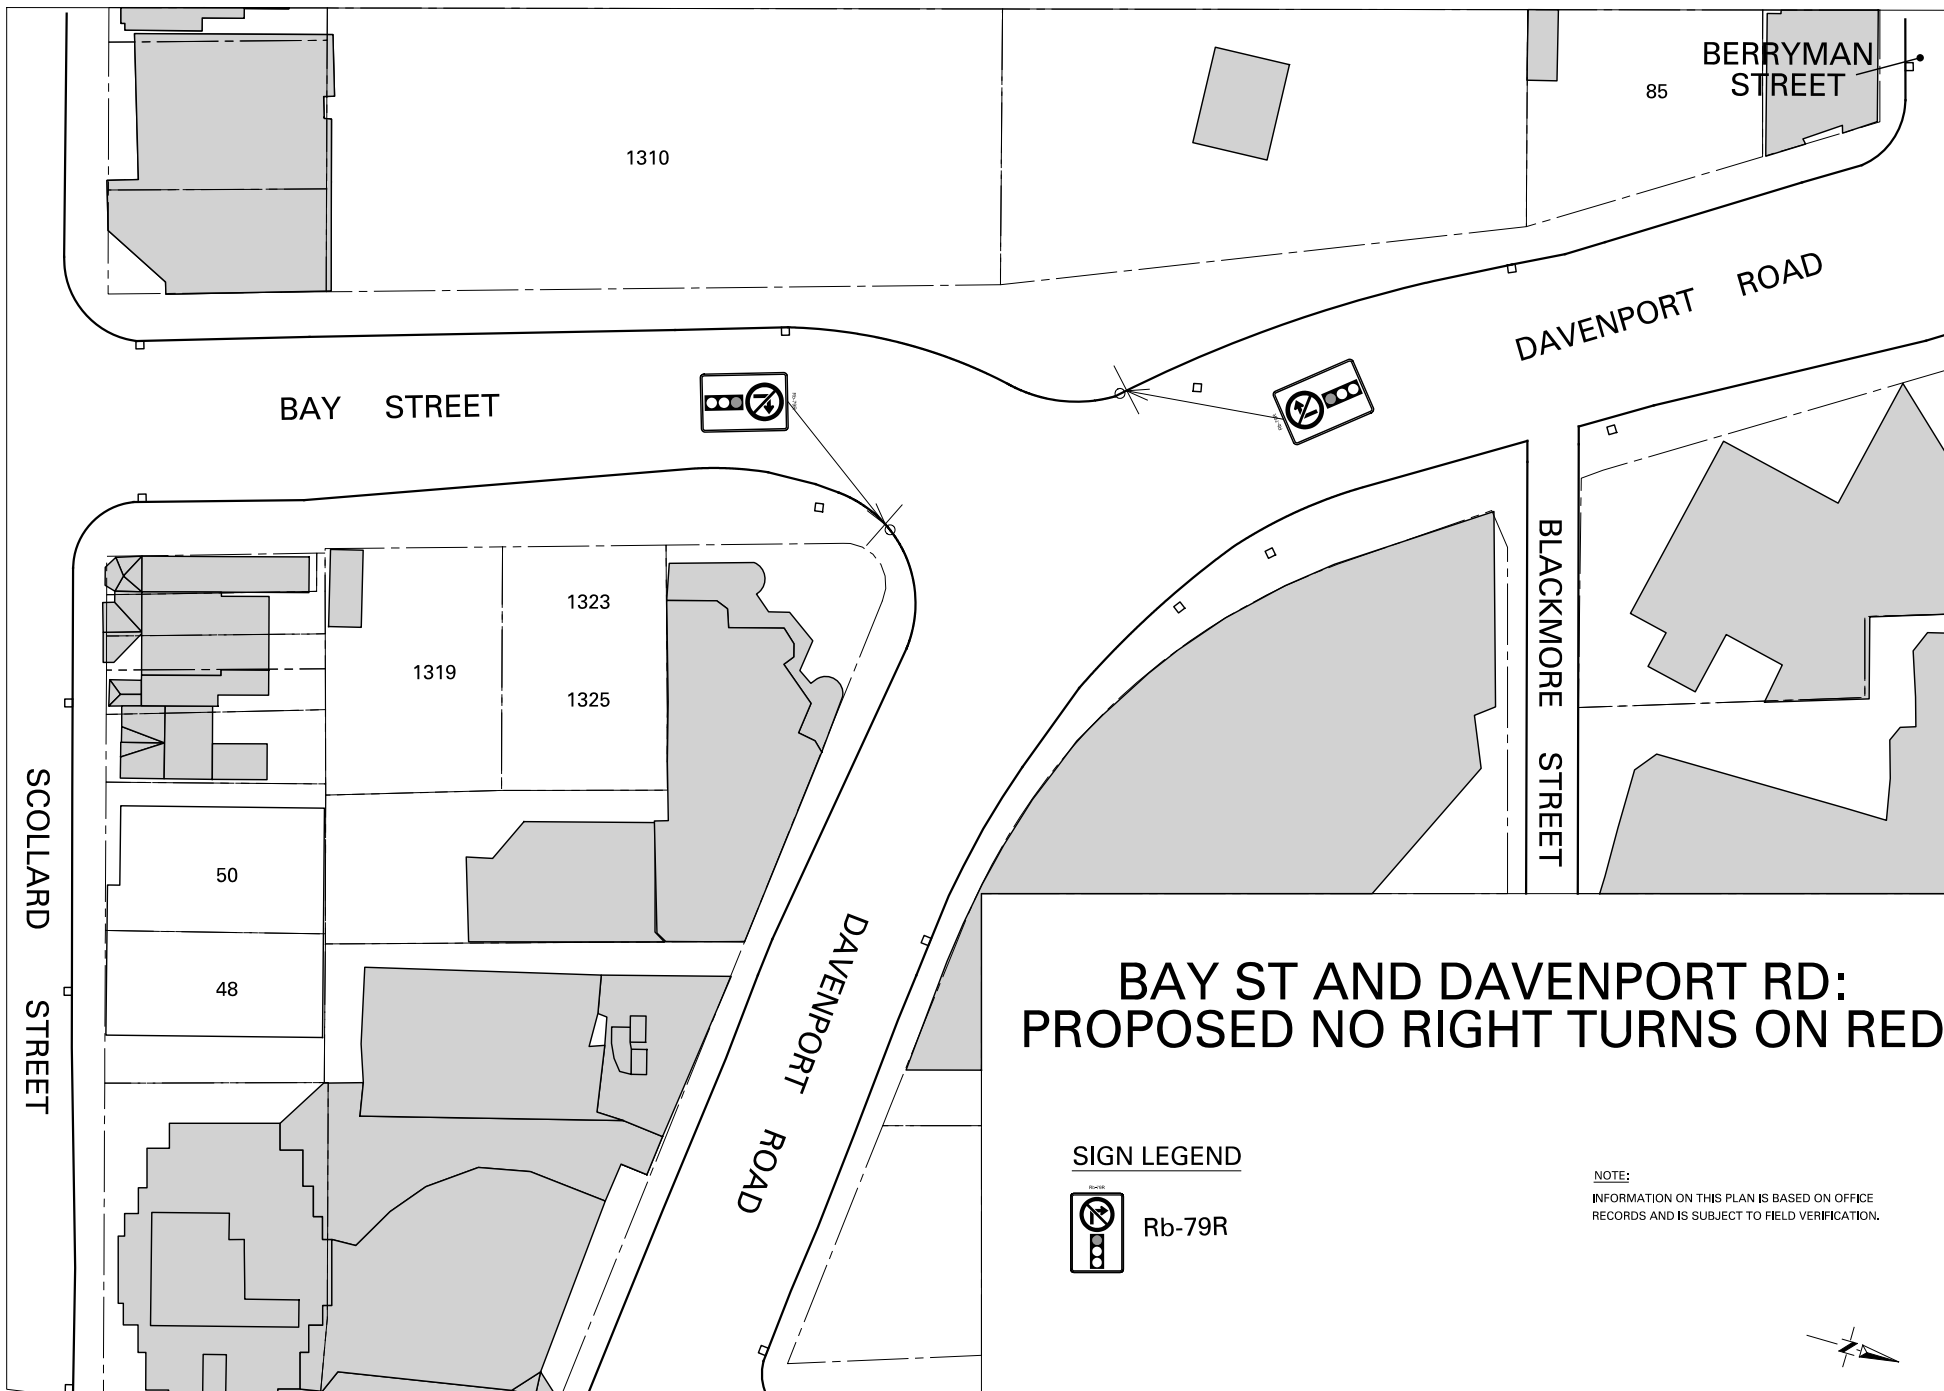 BERRYMAN
STREET
85
1310
DAVENPORT ROAD
BAY STREET
BLACKMORE STREET
1323
1319
1325
SCOLLARD STREET
50
48
DAVENPORT ROAD
BAY ST AND DAVENPORT RD:
PROPOSED NO RIGHT TURNS ON RED
SIGN LEGEND
Rb-79R
Rb-79R
NOTE:
INFORMATION ON THIS PLAN IS BASED ON OFFICE
RECORDS AND IS SUBJECT TO FIELD VERIFICATION.
N